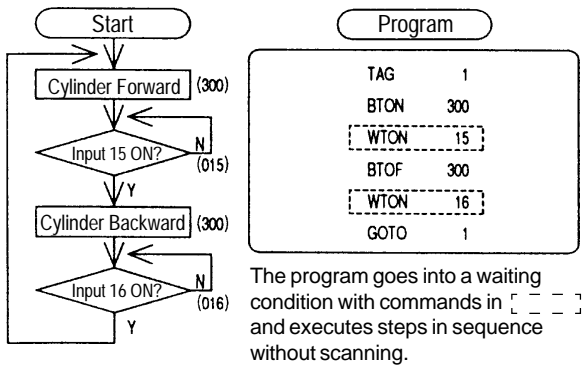 Start
Cylinder Forward (300)
Input 15 ON? N
(015)
Y
Cylinder Backward (300)
Input 16 ON? N
(016)
Y
Program
TAG 1
BTON 300
WTON 15
BTOF 300
WTON 16
GOTO 1
The program goes into a waiting
condition with commands in
and executes steps in sequence
without scanning.